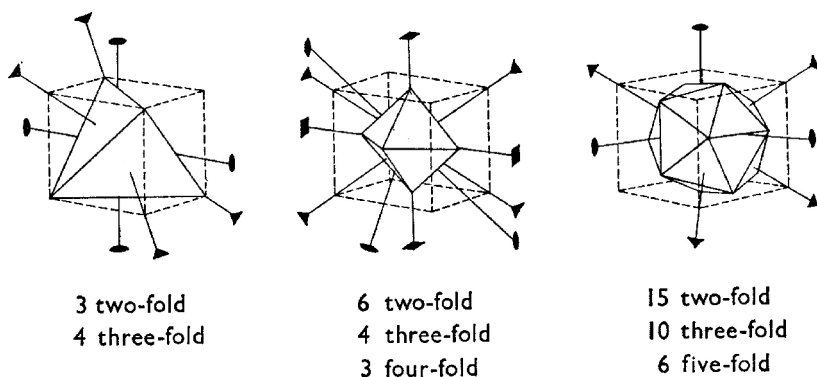 3 two-fold
4 three-fold
6 two-fold
4 three-fold
3 four-fold
15 two-fold
10 three-fold
6 five-fold